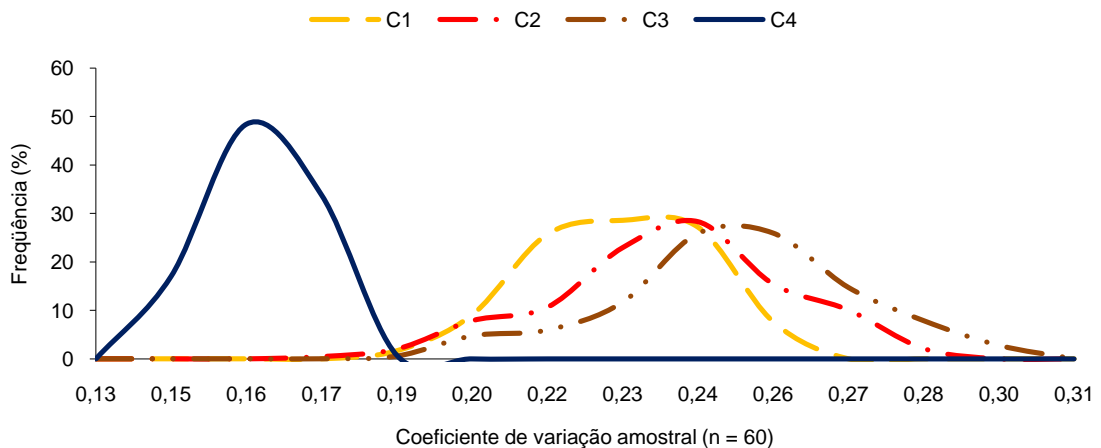 C1 C2 C3 C4
60
50
40
30
20
10
0
Freqüência (%)
0,13 0,15 0,16 0,17 0,19 0,20 0,22 0,23 0,24 0,26 0,27 0,28 0,30 0,31
Coeficiente de variação amostral (n = 60)